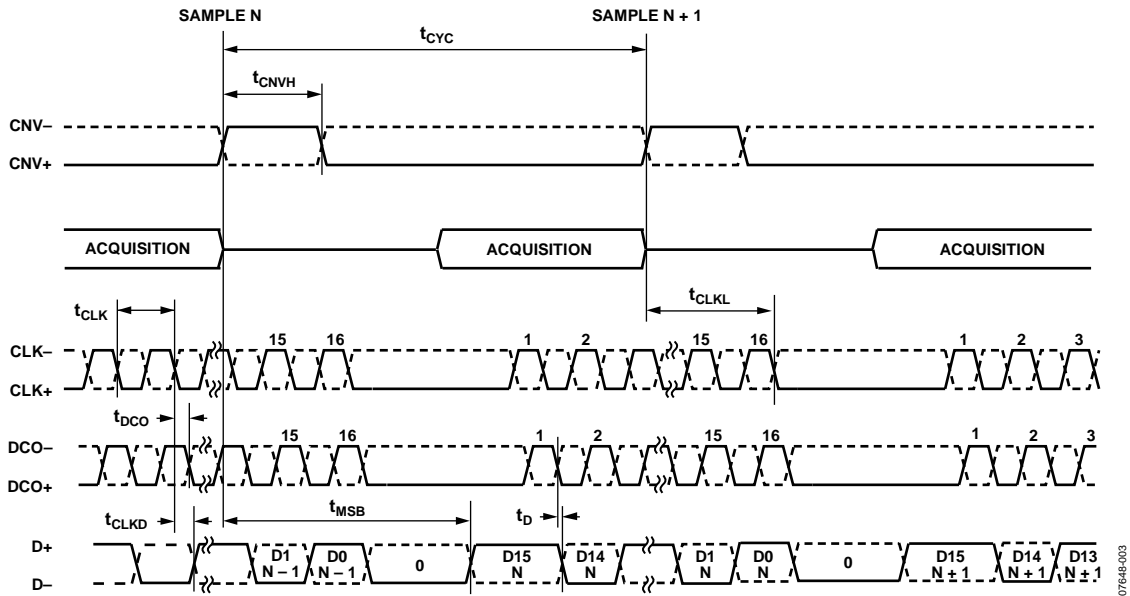 SAMPLE N SAMPLE N + 1
tCYC
tCNVH
CNV–
CNV+
ACQUISITION ACQUISITION ACQUISITION
tCLK tCLKL
15 16 1 2 15 16 1 2 3
CLK–
CLK+
tDCO
15 16 1 2 15 16 1 2 3
DCO–
DCO+
tCLKD tMSB tD
D+
D–
D1 D0 0 D15 D14 D1 D0 0 D15 D14 D13
N – 1 N – 1 N N N N N + 1 N + 1 N + 1
07648-003